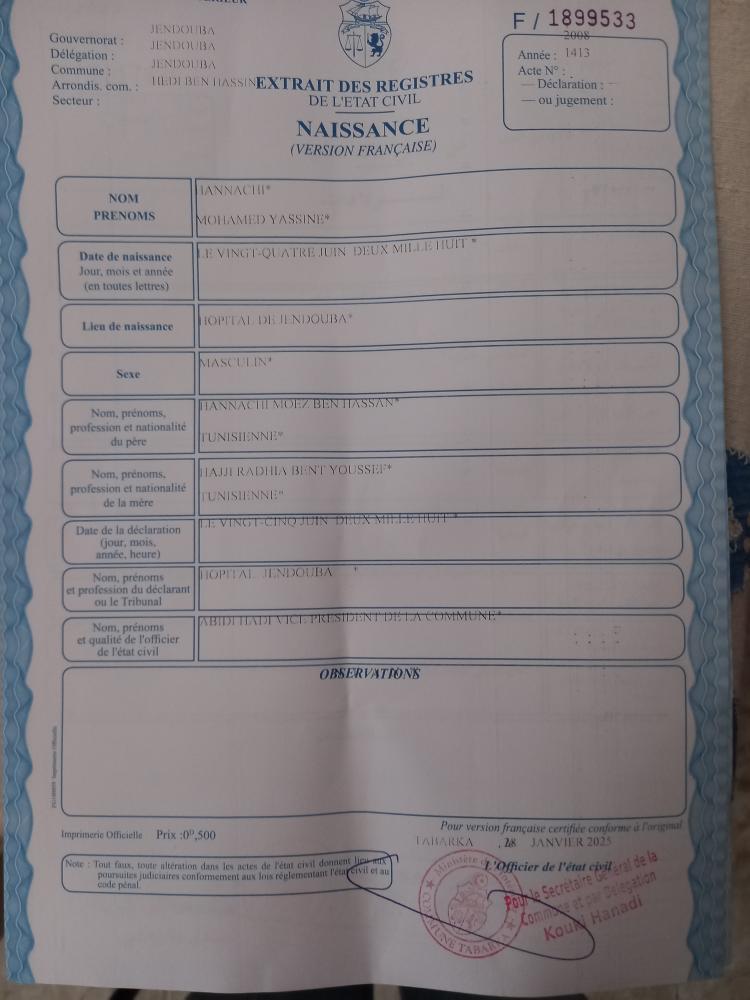 F / 1899533
Gouvernorat : JENDOUBA
Délégation : JENDOUBA
Commune : JENDOUBA
Arrondis. com. : HEDI BEN HASSIN
Secteur :
2008
Année : 1413
Acte N° :
— Déclaration : —
— ou jugement :
EXTRAIT DES REGISTRES
DE L'ETAT CIVIL
NAISSANCE
(VERSION FRANÇAISE)
NOM
PRENOMS
HANNACHI*
MOHAMED YASSINE*
Date de naissance
Jour, mois et année
(en toutes lettres)
LE VINGT-QUATRE JUIN DEUX MILLE HUIT *
Lieu de naissance
HOPITAL DE JENDOUBA*
Sexe
MASCULIN*
Nom, prénoms,
profession et nationalité
du père
HANNACHI MOEZ BEN HASSAN*
TUNISIENNE*
Nom, prénoms,
profession et nationalité
de la mère
HAJJI RADHIA BENT YOUSSEF*
TUNISIENNE*
Date de la déclaration
(jour, mois,
année, heure)
LE VINGT-CINQ JUIN DEUX MILLE HUIT *
Nom, prénoms
et profession du déclarant
ou le Tribunal
HOPITAL JENDOUBA *
Nom, prénoms
et qualité de l'officier
de l'état civil
ABIDI HADI VICE PRESIDENT DE LA COMMUNE*
OBSERVATIONS
Imprimerie Officielle Prix :0ᴰ,500
Pour version française certifiée conforme à l'original
TABARKA , 28 JANVIER 2025
L'Officier de l'état civil
Note : Tout faux, toute altération dans les actes de l'état civil donnent lieu aux
poursuites judiciaires conformement aux lois réglementant l'état civil et au
code pénal.
COMMUNE TABARKA
Pour le Secrétaire Général de la
Commune et par Délégation
Kouki Hanadi